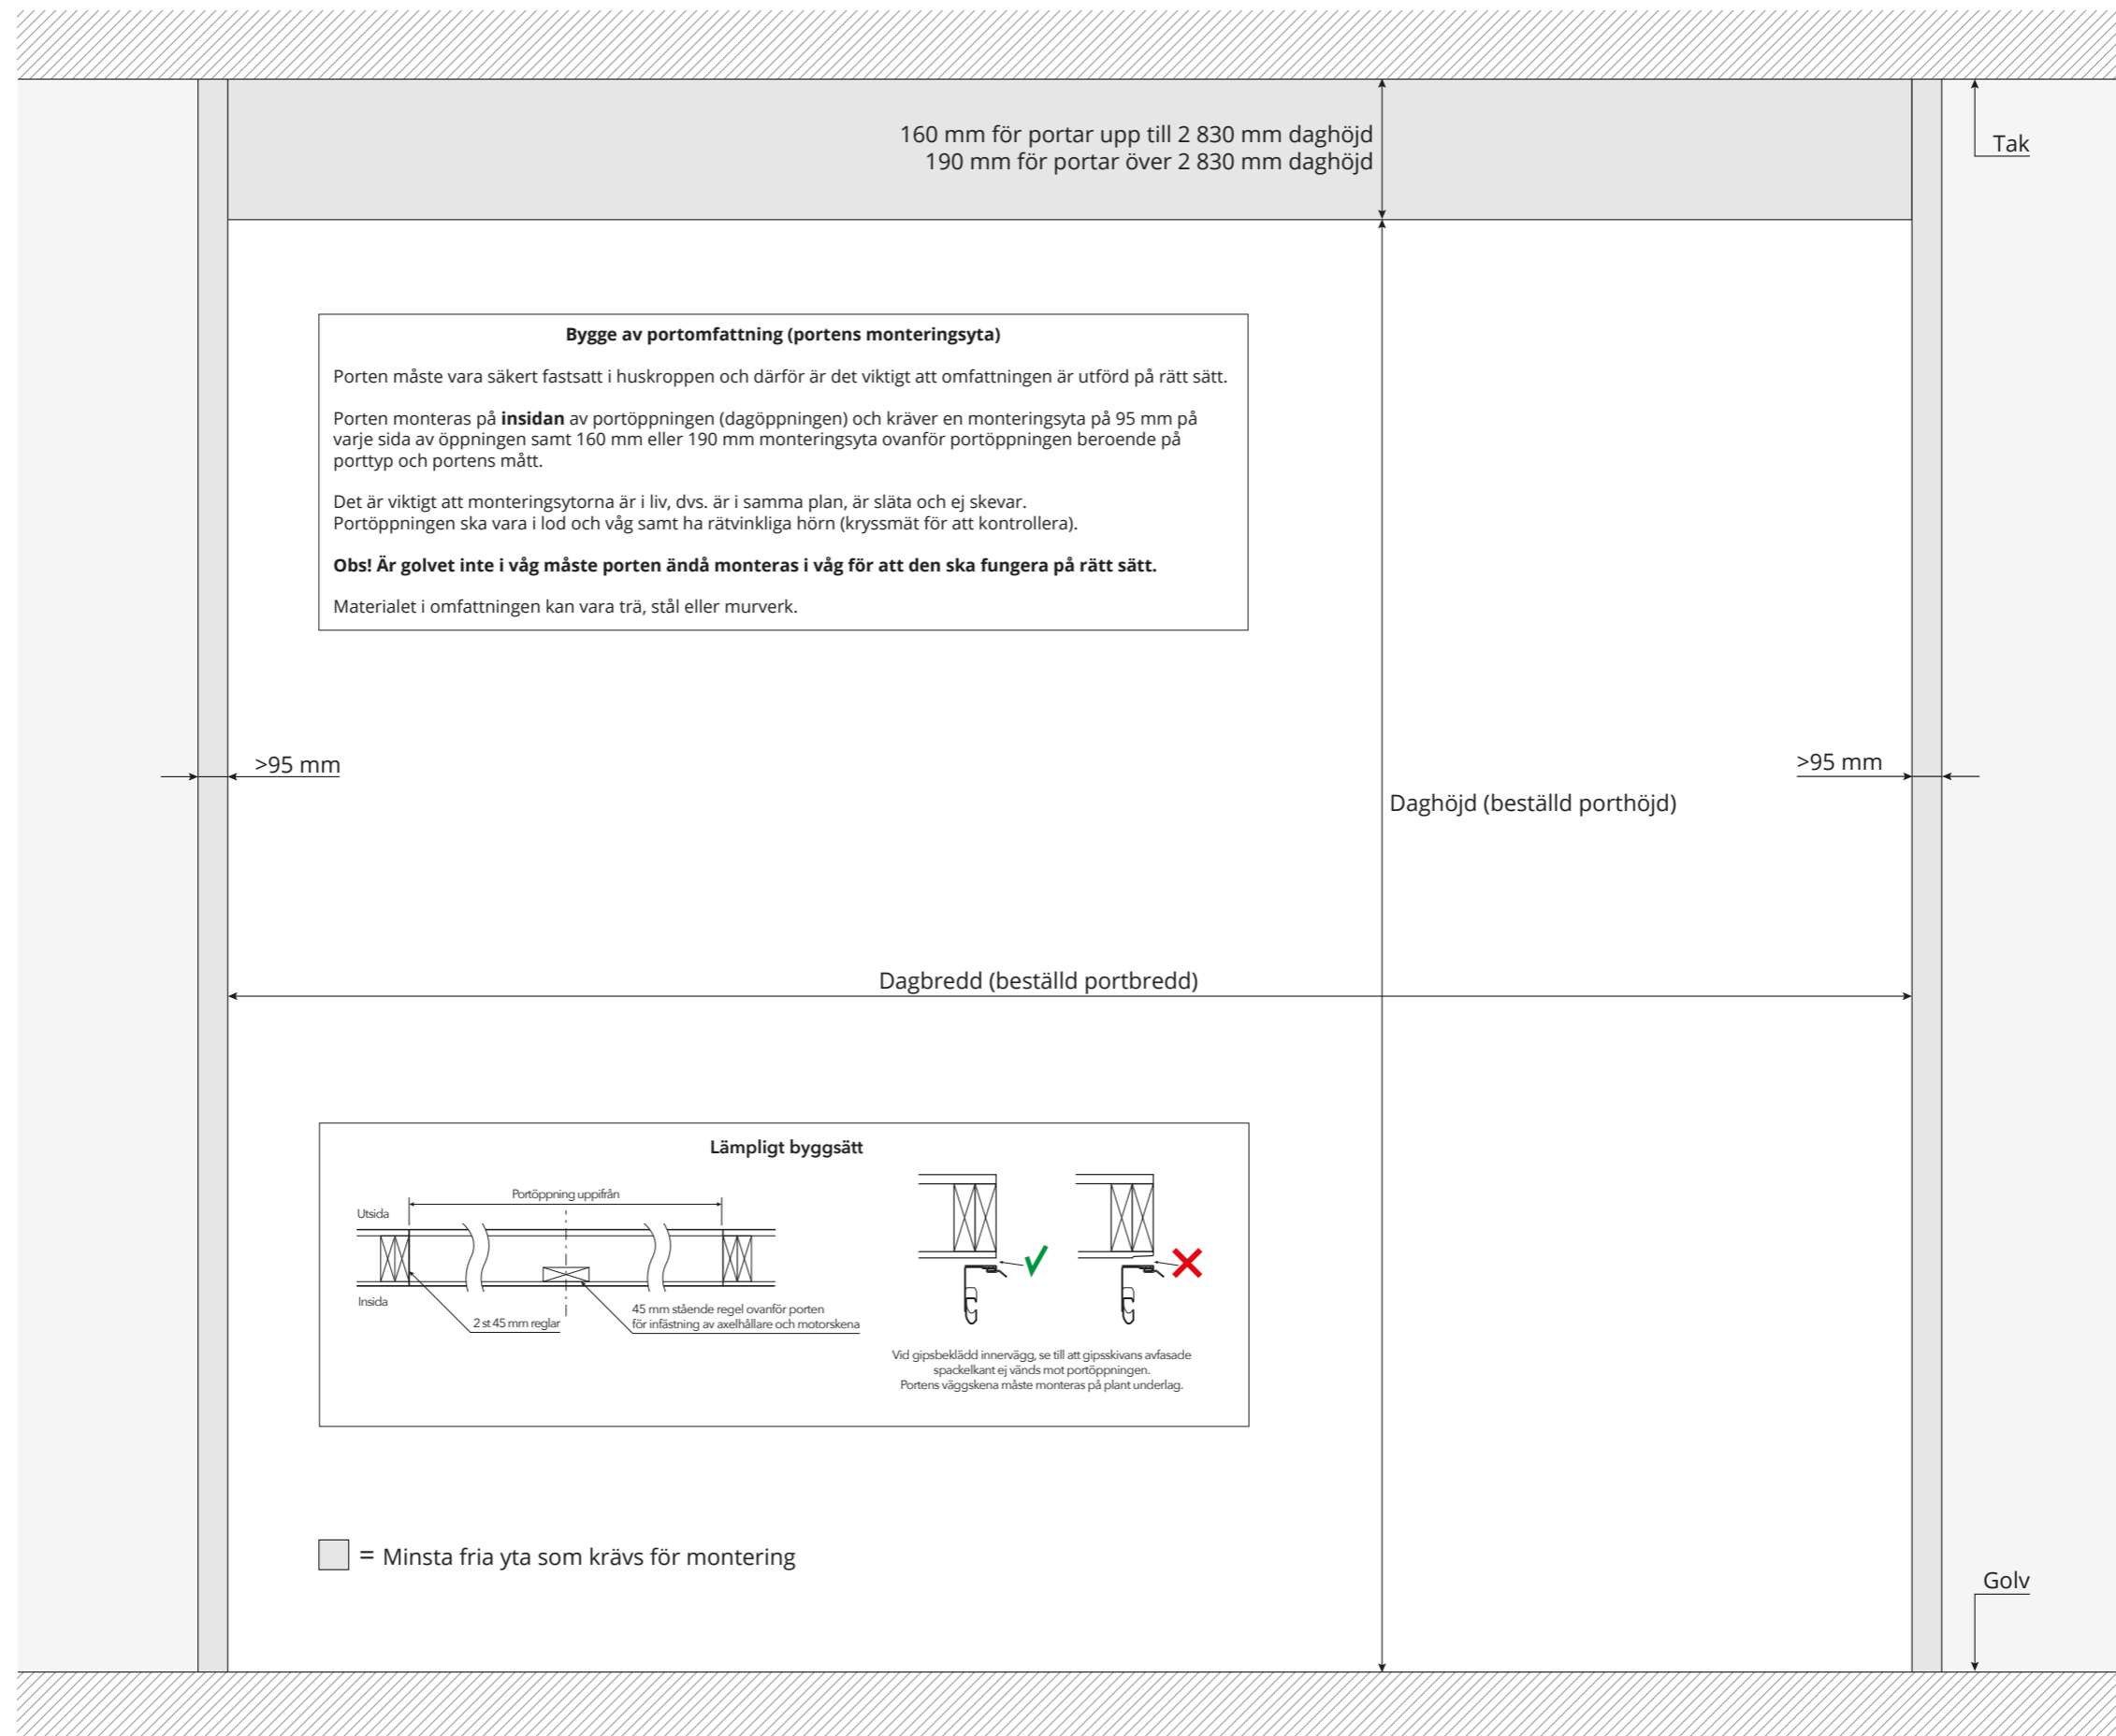 160 mm för portar upp till 2 830 mm daghöjd
190 mm för portar över 2 830 mm daghöjd
Tak
Bygge av portomfattning (portens monteringsyta)
Porten måste vara säkert fastsatt i huskroppen och därför är det viktigt att omfattningen är utförd på rätt sätt.
Porten monteras på insidan av portöppningen (dagöppningen) och kräver en monteringsyta på 95 mm på
varje sida av öppningen samt 160 mm eller 190 mm monteringsyta ovanför portöppningen beroende på
porttyp och portens mått.
Det är viktigt att monteringsytorna är i liv, dvs. är i samma plan, är släta och ej skevar.
Portöppningen ska vara i lod och våg samt ha rätvinkliga hörn (kryssmät för att kontrollera).
Obs! Är golvet inte i våg måste porten ändå monteras i våg för att den ska fungera på rätt sätt.
Materialet i omfattningen kan vara trä, stål eller murverk.
>95 mm
>95 mm
Daghöjd (beställd porthöjd)
Dagbredd (beställd portbredd)
Lämpligt byggsätt
Portöppning uppifrån
Utsida
Insida
2 st 45 mm reglar
45 mm stående regel ovanför porten
för infästning av axelhållare och motorskena
Vid gipsbeklädd innervägg, se till att gipsskivans avfasade
spackelkant ej vänds mot portöppningen.
Portens väggskena måste monteras på plant underlag.
= Minsta fria yta som krävs för montering
Golv